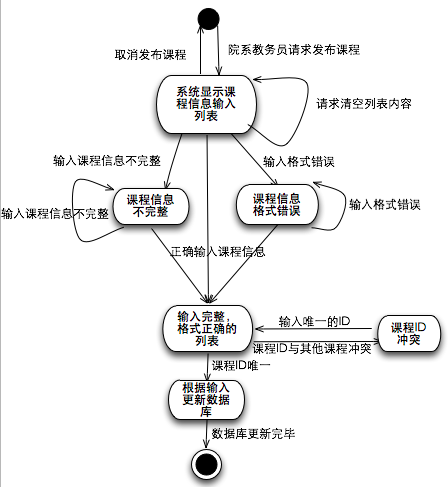 取消发布课程
院系教务员请求发布课程
系统显示课
程信息输入
列表
请求清空列表内容
输入课程信息不完整
输入格式错误
输入课程信息不完整
课程信息
不完整
课程信息
格式错误
输入格式错误
正确输入课程信息
输入完整,
格式正确的
列表
输入唯一的ID
课程ID与其他课程冲突
课程ID
冲突
课程ID唯一
根据输入
更新数据
库
数据库更新完毕